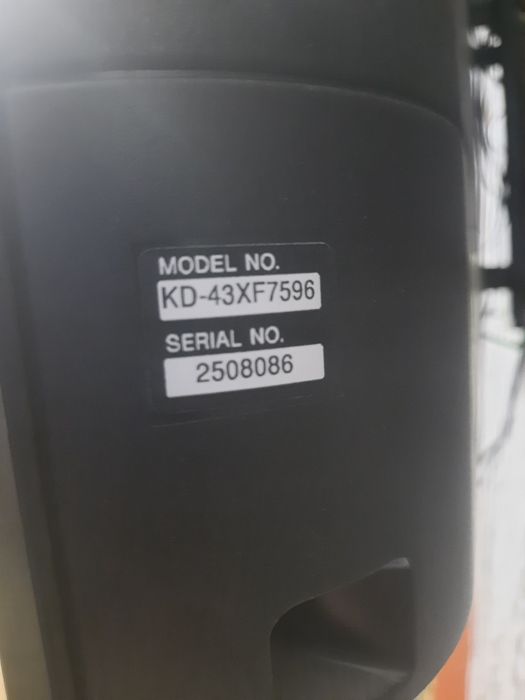 MODEL NO.
KD-43XF7596
SERIAL NO.
2508086